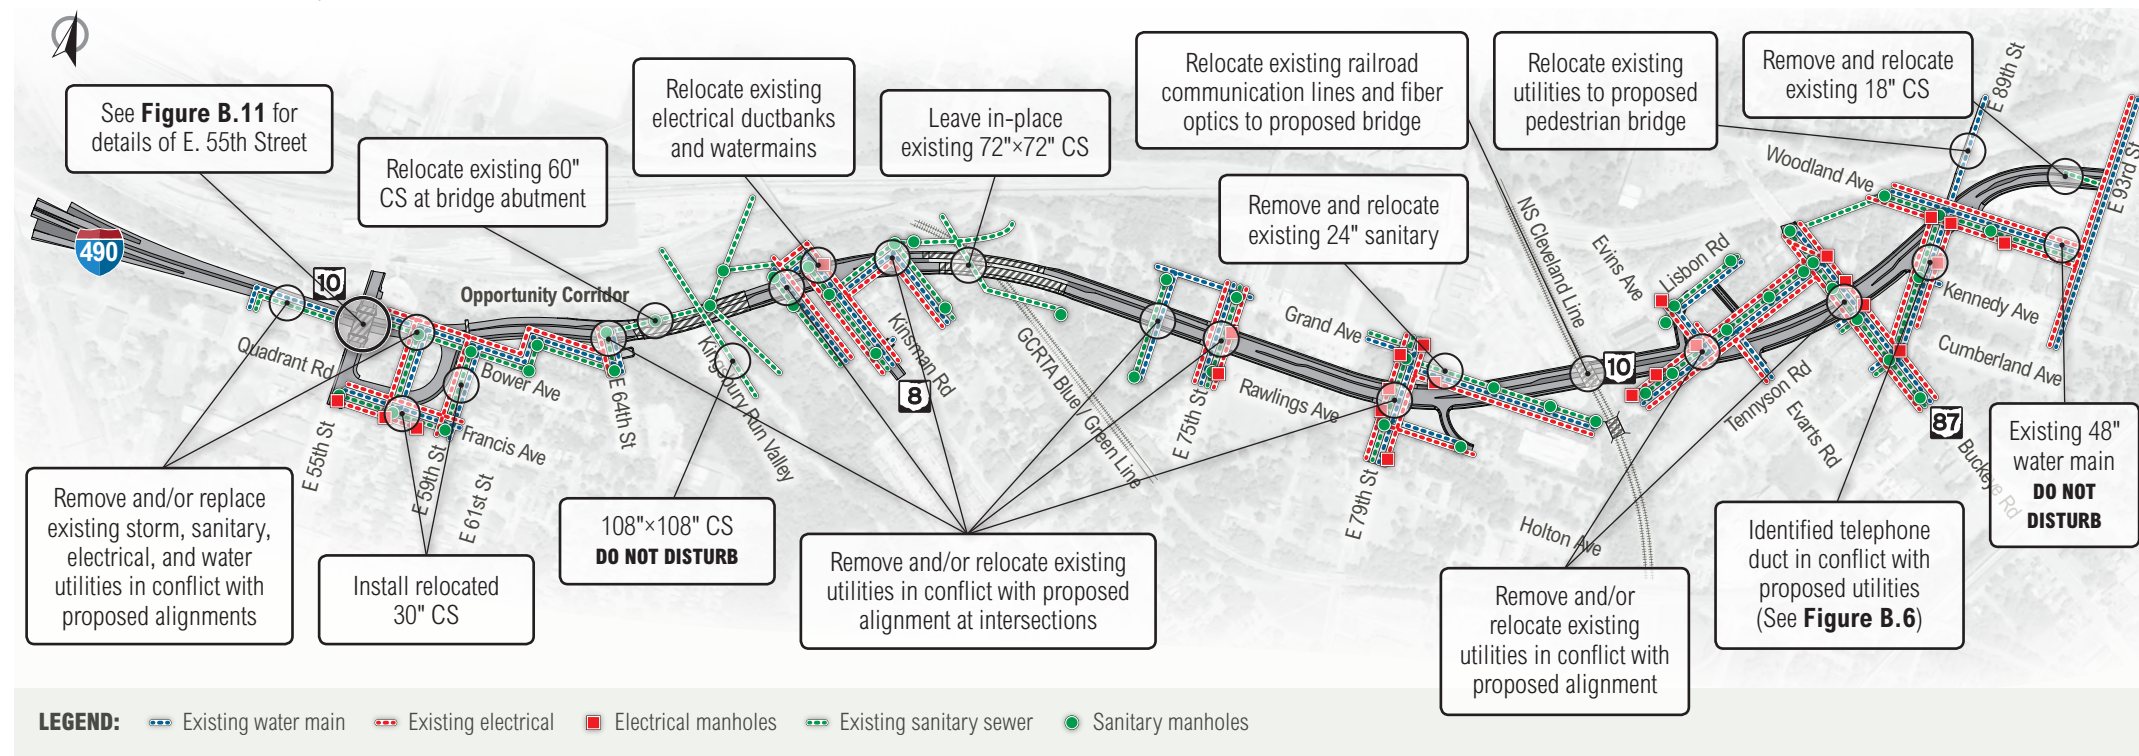 See Figure B.11 for
details of E. 55th Street
Relocate existing 60"
CS at bridge abutment
Relocate existing
electrical ductbanks
and watermains
Leave in-place
existing 72"×72" CS
Relocate existing railroad
communication lines and fiber
optics to proposed bridge
Remove and relocate
existing 24" sanitary
Relocate existing
utilities to proposed
pedestrian bridge
Remove and relocate
existing 18" CS
490
10
Opportunity Corridor
Quadrant Rd
E 55th St
E 59th St
E 61st St
Bower Ave
Francis Ave
E 64th St
Kingsbury Run Valley
Kinsman Rd
8
GCRTA Blue / Green Line
E 75th St
Rawlings Ave
Grand Ave
E 79th St
NS Cleveland Line
Holton Ave
10
Evins Ave
Lisbon Rd
Tennyson Rd
Evarts Rd
87
Buckeye Rd
Woodland Ave
E 89th St
E 93rd St
Kennedy Ave
Cumberland Ave
Remove and/or replace
existing storm, sanitary,
electrical, and water
utilities in conflict with
proposed alignments
Install relocated
30" CS
108"×108" CS
DO NOT DISTURB
Remove and/or relocate existing
utilities in conflict with proposed
alignment at intersections
Remove and/or
relocate existing
utilities in conflict with
proposed alignment
Identified telephone
duct in conflict with
proposed utilities
(See Figure B.6)
Existing 48"
water main
DO NOT
DISTURB
LEGEND: Existing water main Existing electrical Electrical manholes Existing sanitary sewer Sanitary manholes